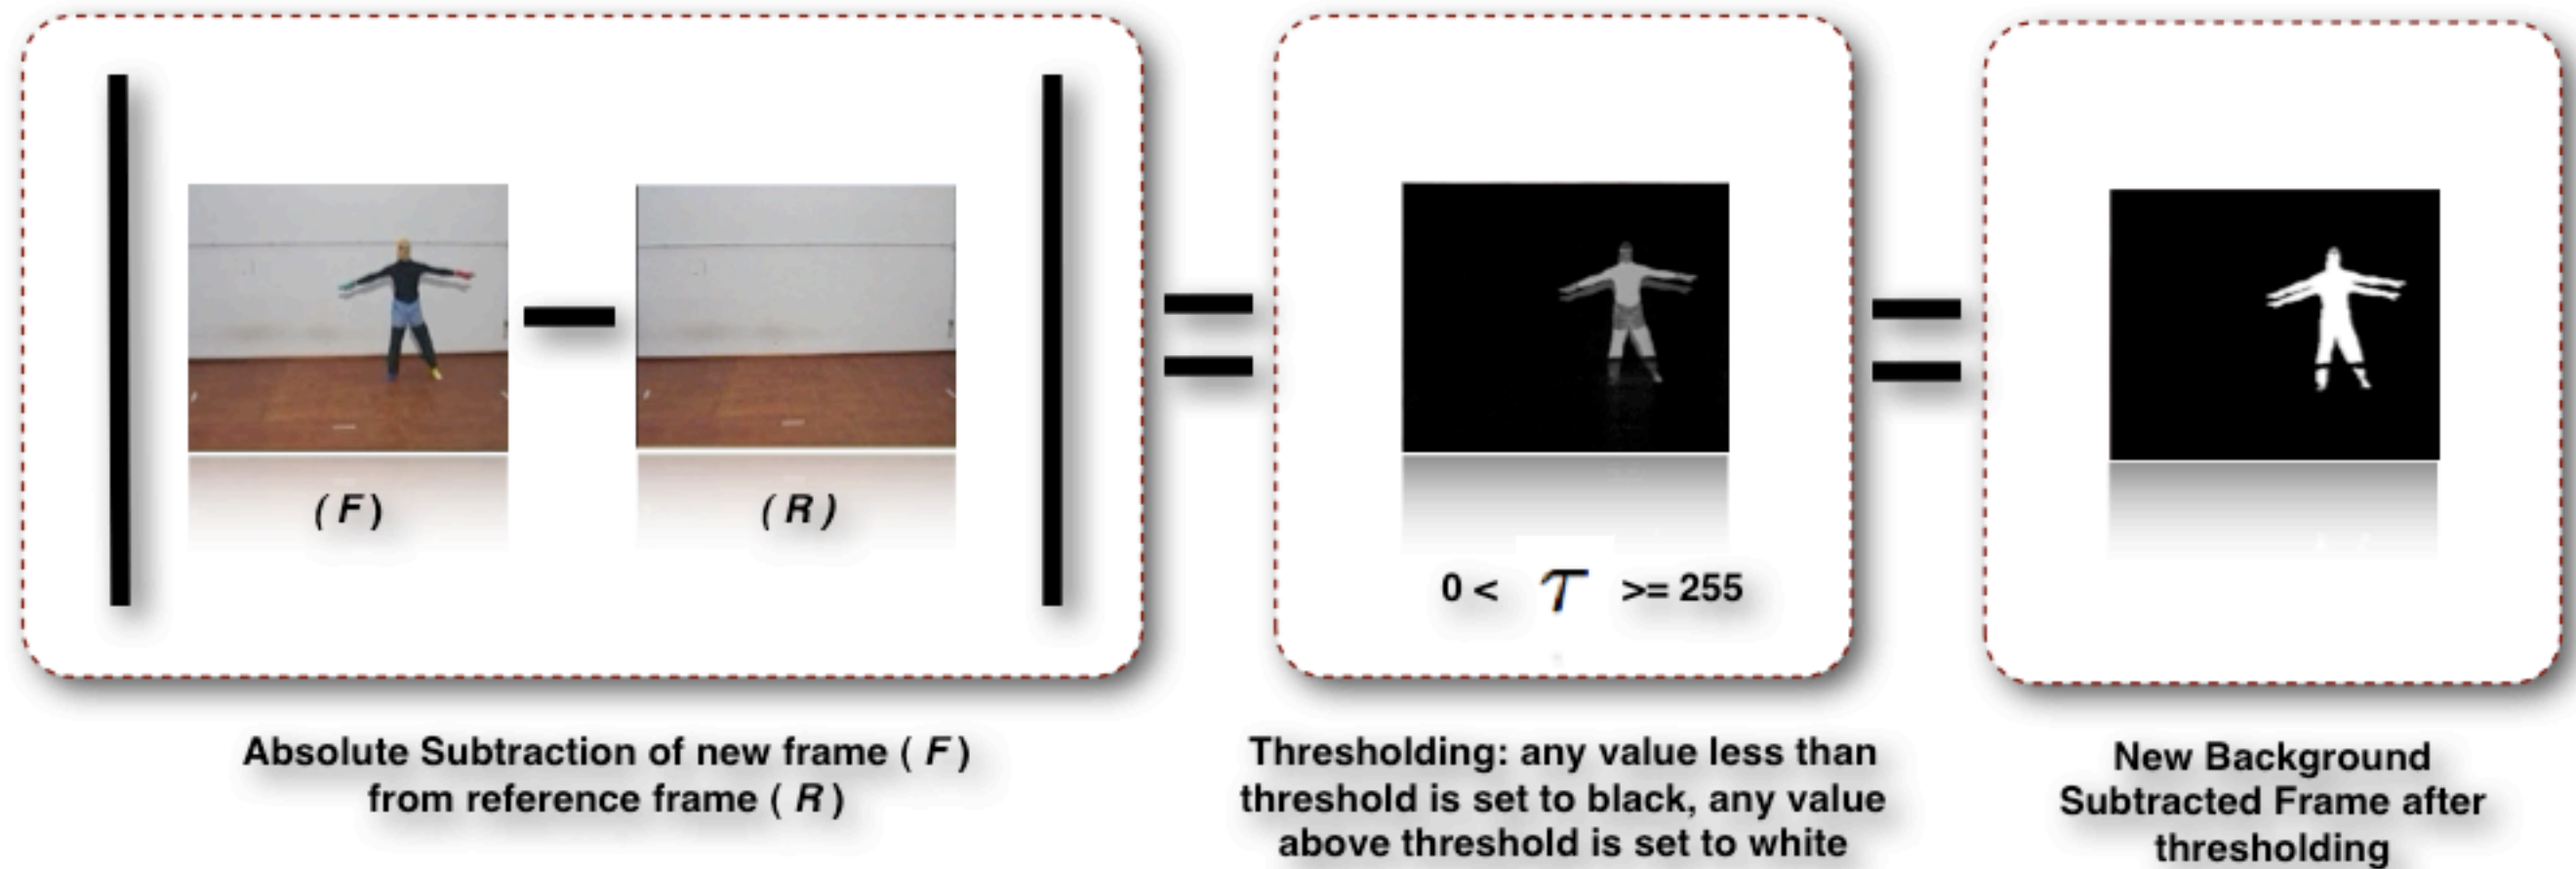 ( F )
( R )
0 < τ >= 255
Absolute Subtraction of new frame ( F )
from reference frame ( R )
Thresholding: any value less than
threshold is set to black, any value
above threshold is set to white
New Background
Subtracted Frame after
thresholding